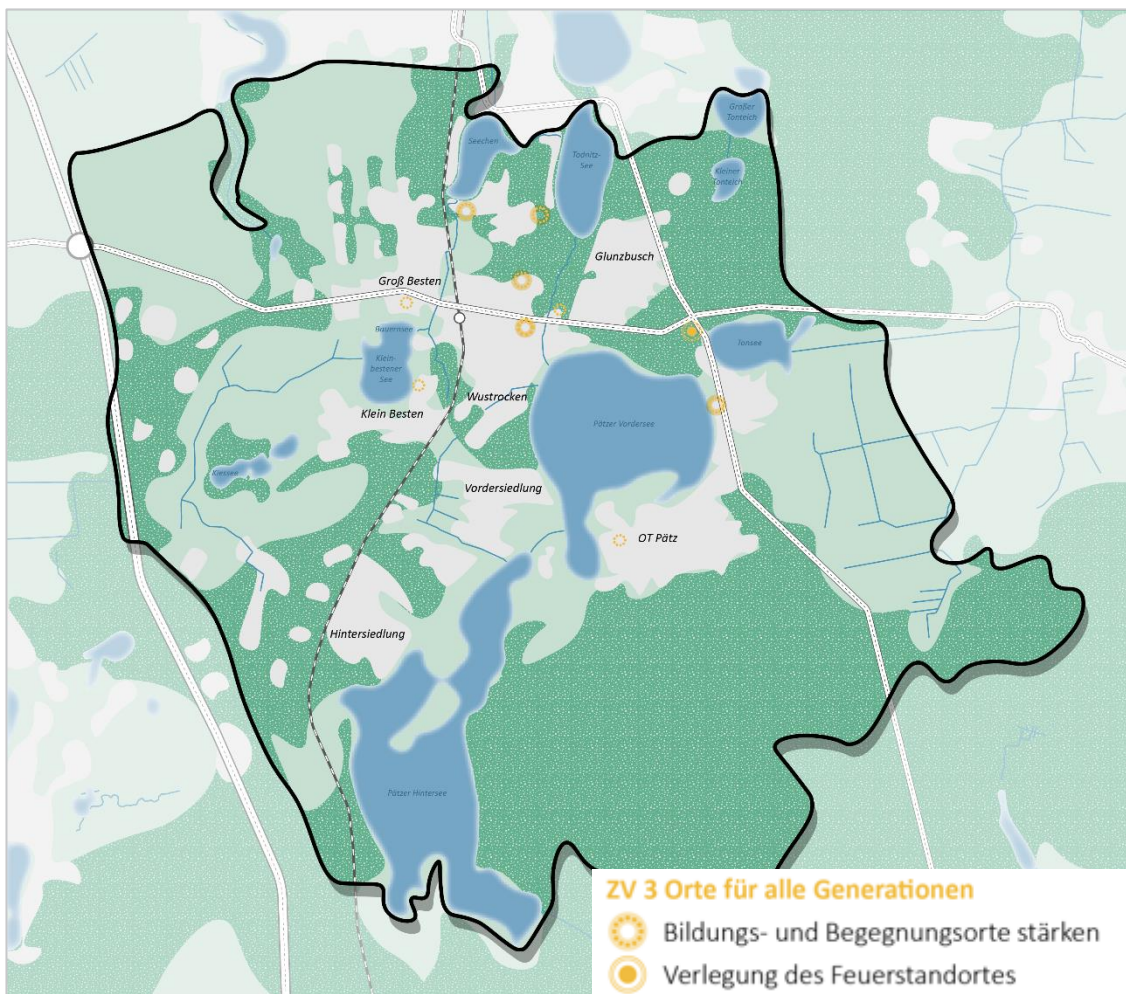 Großer
Tonteich
Seechen
Todnitz-
See
Kleiner
Tonteich
Glunzbusch
Groß Besten
Bauernsee
Klein-
bestener
See
Tonsee
Klein Besten
Wustrocken
Pätzer Vordersee
Kiessee
Vordersiedlung
OT Pätz
Hintersiedlung
Pätzer Hintersee
ZV 3 Orte für alle Generationen
Bildungs- und Begegnungsorte stärken
Verlegung des Feuerstandortes